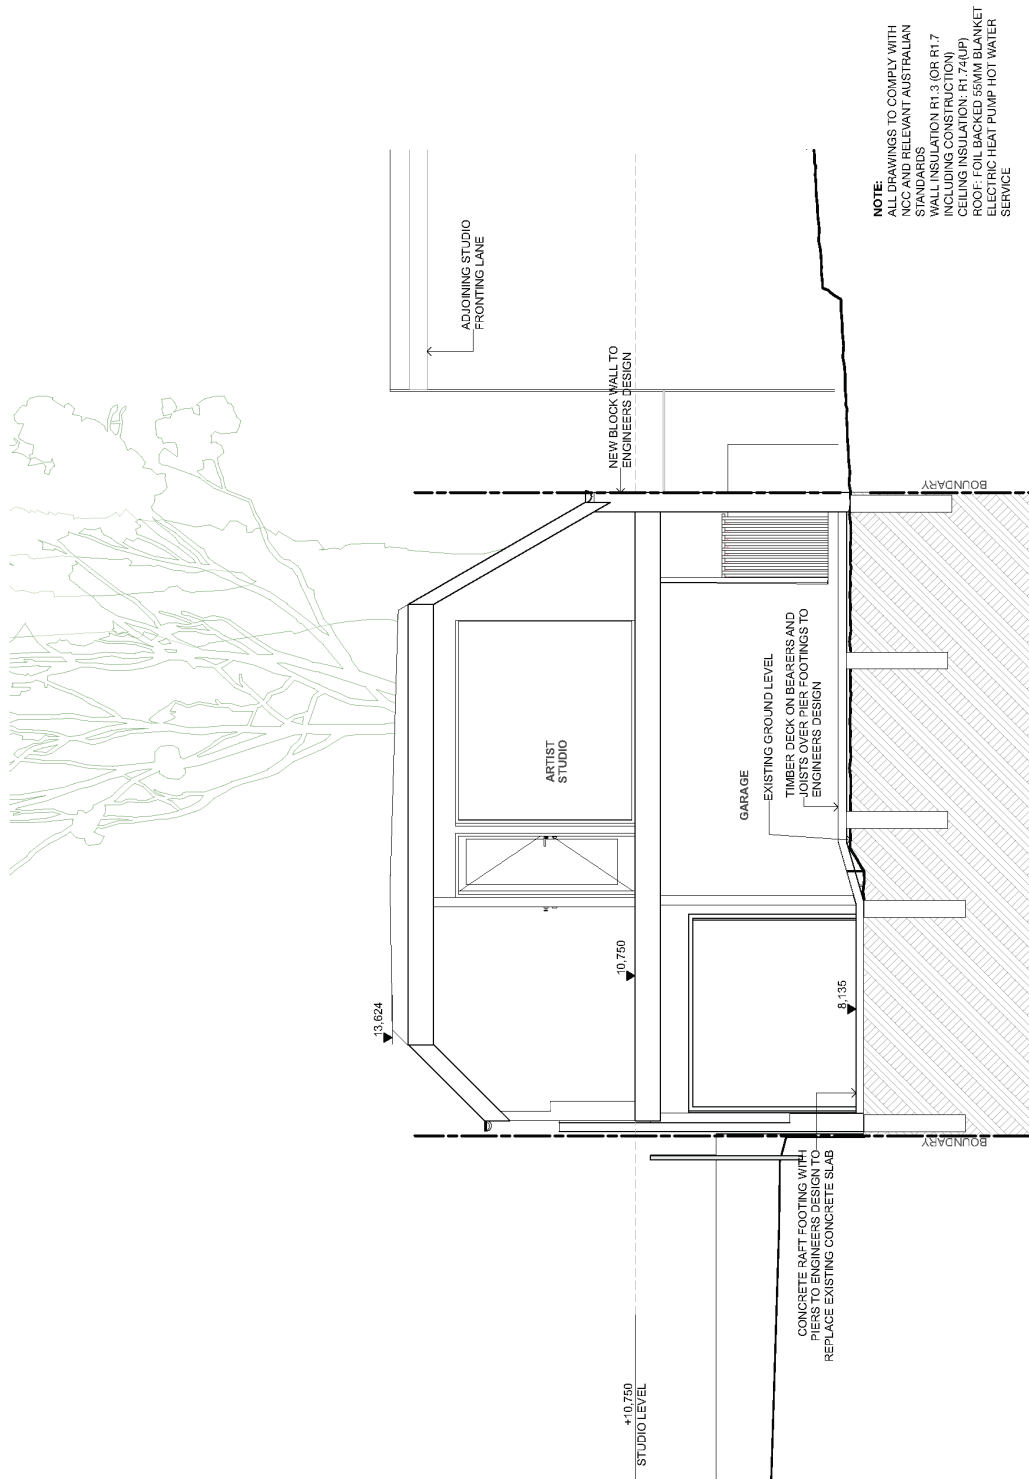 NOTE:
ALL DRAWINGS TO COMPLY WITH
NCC AND RELEVANT AUSTRALIAN
STANDARDS
WALL INSULATION R1.3 (OR R1.7
INCLUDING CONSTRUCTION)
CEILING INSULATION: R1.74(UP)
ROOF: FOIL BACKED 55MM BLANKET
ELECTRIC HEAT PUMP HOT WATER
SERVICE
+10,750
STUDIO LEVEL
13,624
ADJOINING STUDIO
FRONTING LANE
ARTIST
STUDIO
10,750
NEW BLOCK WALL TO
ENGINEERS DESIGN
GARAGE
EXISTING GROUND LEVEL
TIMBER DECK ON BEARERS AND
JOISTS OVER PIER FOOTINGS TO
ENGINEERS DESIGN
8,135
CONCRETE RAFT FOOTING WITH
PIERS TO ENGINEERS DESIGN TO
REPLACE EXISTING CONCRETE SLAB
BOUNDARY
BOUNDARY